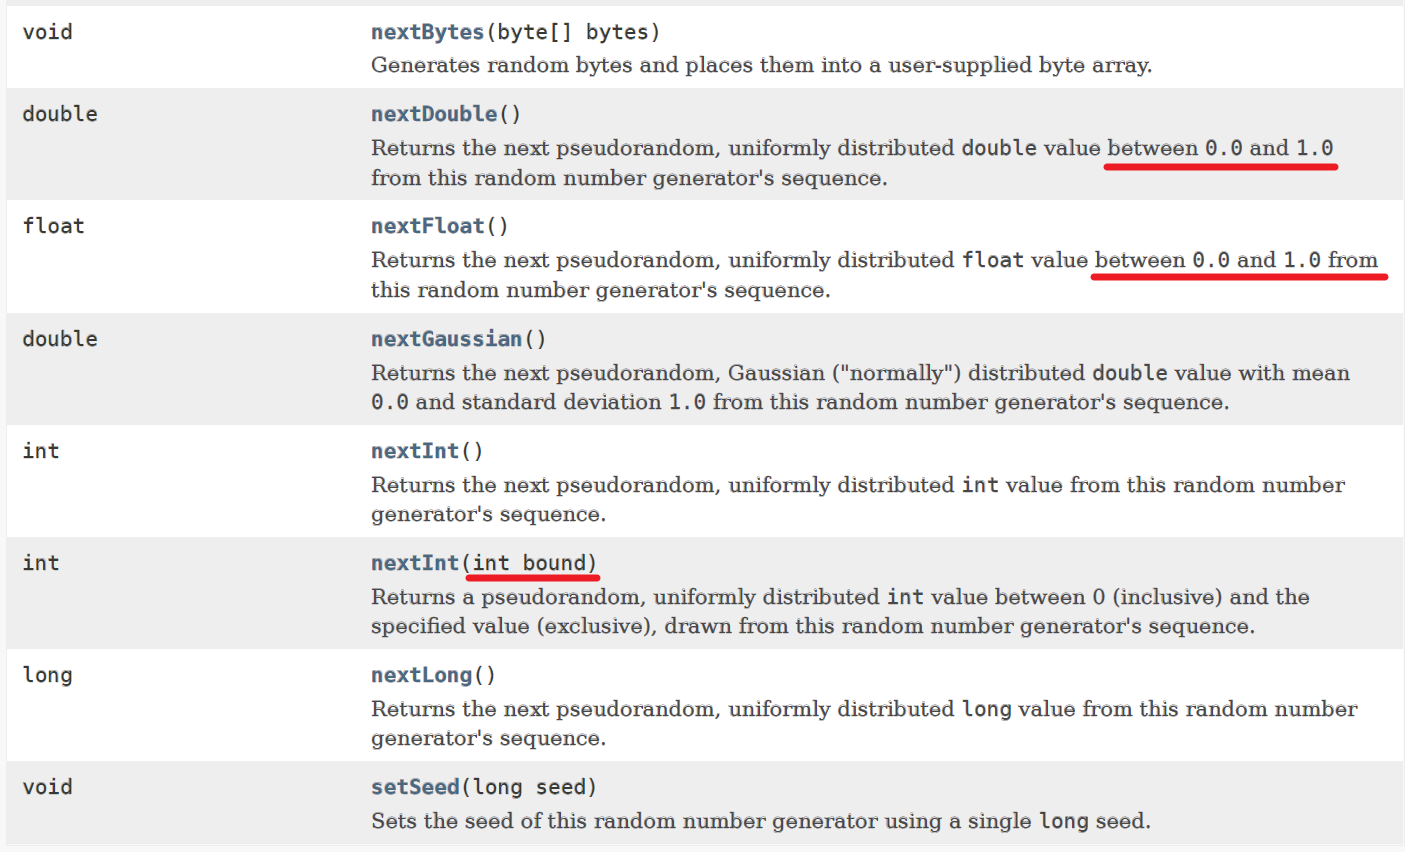 void nextBytes(byte[] bytes)
Generates random bytes and places them into a user-supplied byte array.
double nextDouble()
Returns the next pseudorandom, uniformly distributed double value between 0.0 and 1.0
from this random number generator's sequence.
float nextFloat()
Returns the next pseudorandom, uniformly distributed float value between 0.0 and 1.0 from
this random number generator's sequence.
double nextGaussian()
Returns the next pseudorandom, Gaussian ("normally") distributed double value with mean
0.0 and standard deviation 1.0 from this random number generator's sequence.
int nextInt()
Returns the next pseudorandom, uniformly distributed int value from this random number
generator's sequence.
int nextInt(int bound)
Returns a pseudorandom, uniformly distributed int value between 0 (inclusive) and the
specified value (exclusive), drawn from this random number generator's sequence.
long nextLong()
Returns the next pseudorandom, uniformly distributed long value from this random number
generator's sequence.
void setSeed(long seed)
Sets the seed of this random number generator using a single long seed.